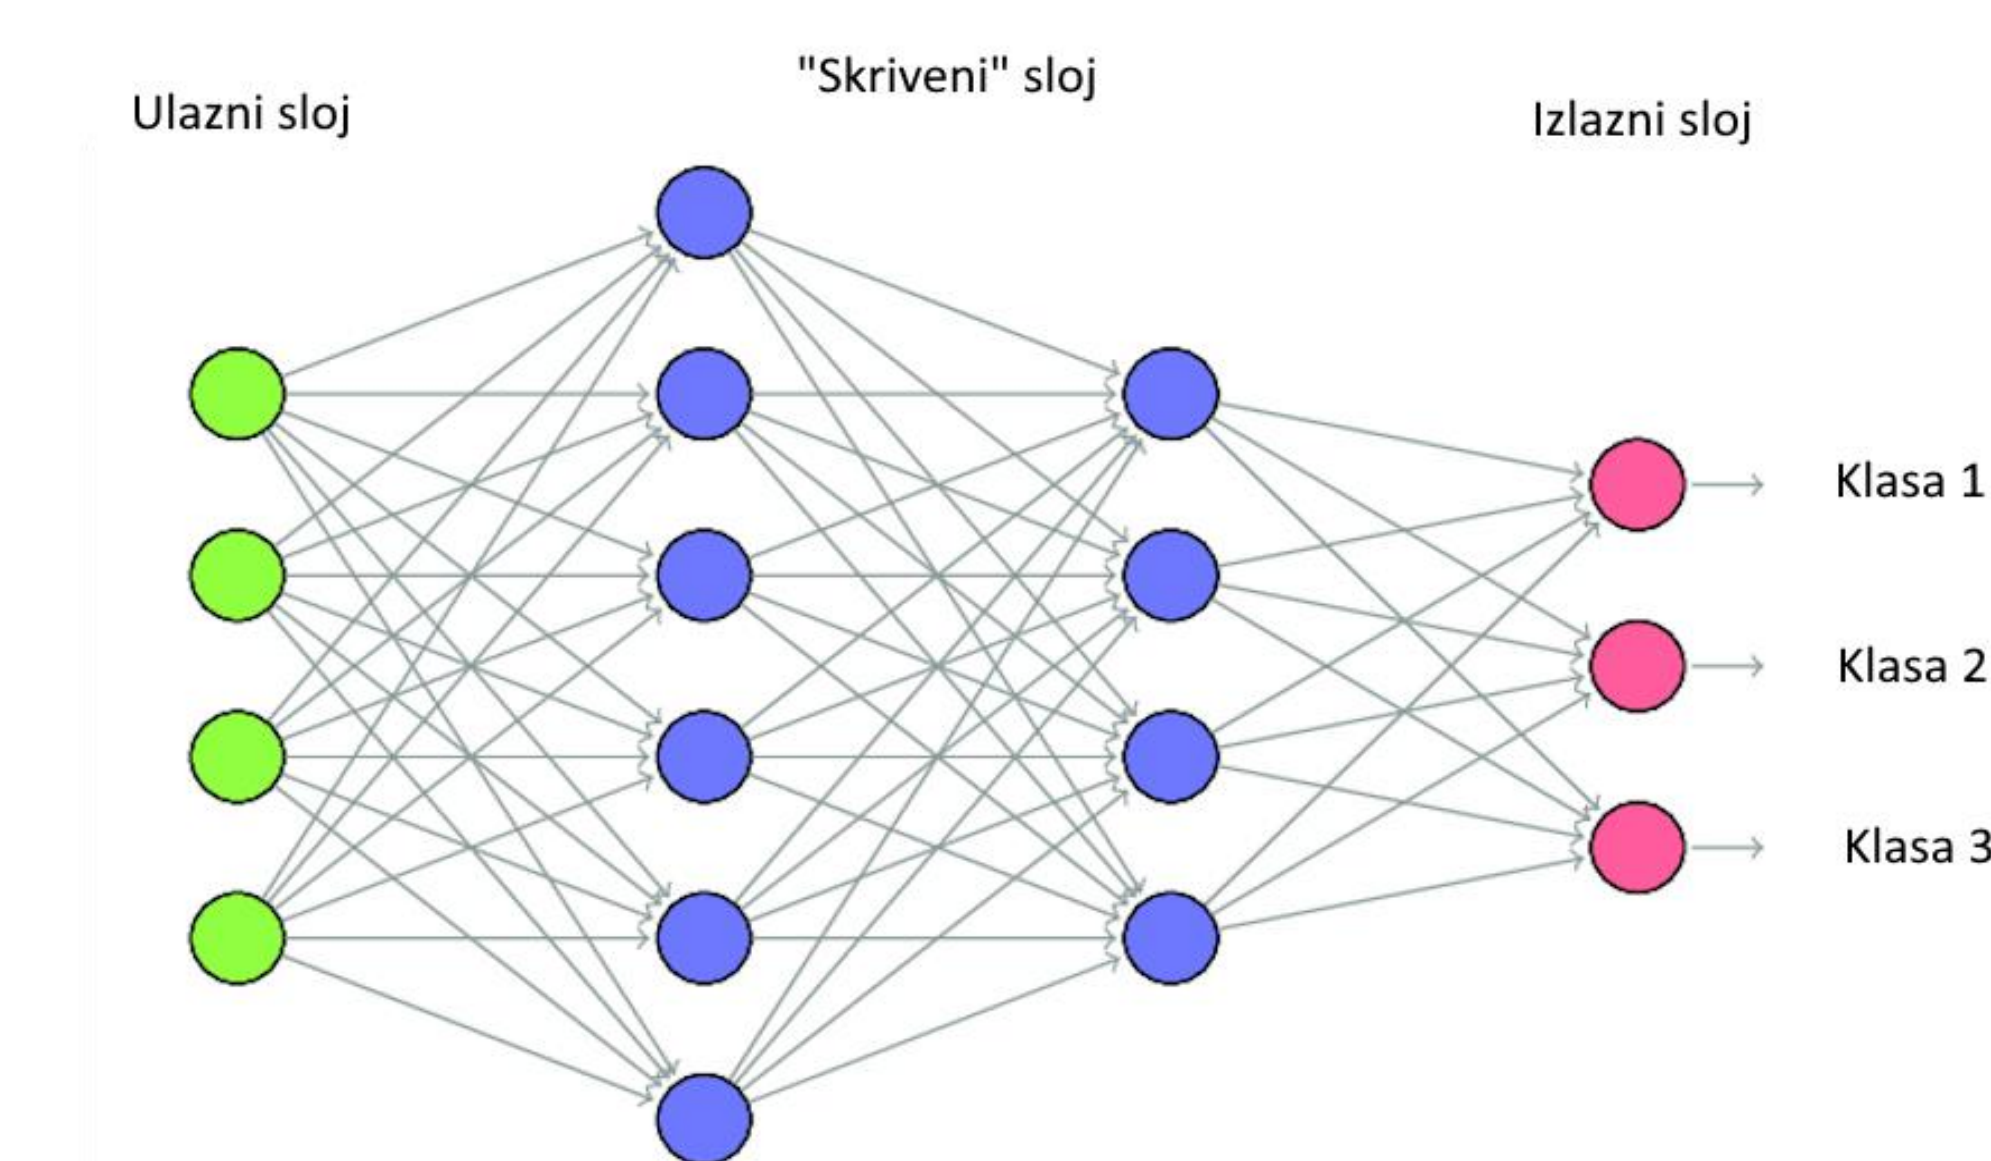 Ulazni sloj
"Skriveni" sloj
Izlazni sloj
Klasa 1
Klasa 2
Klasa 3